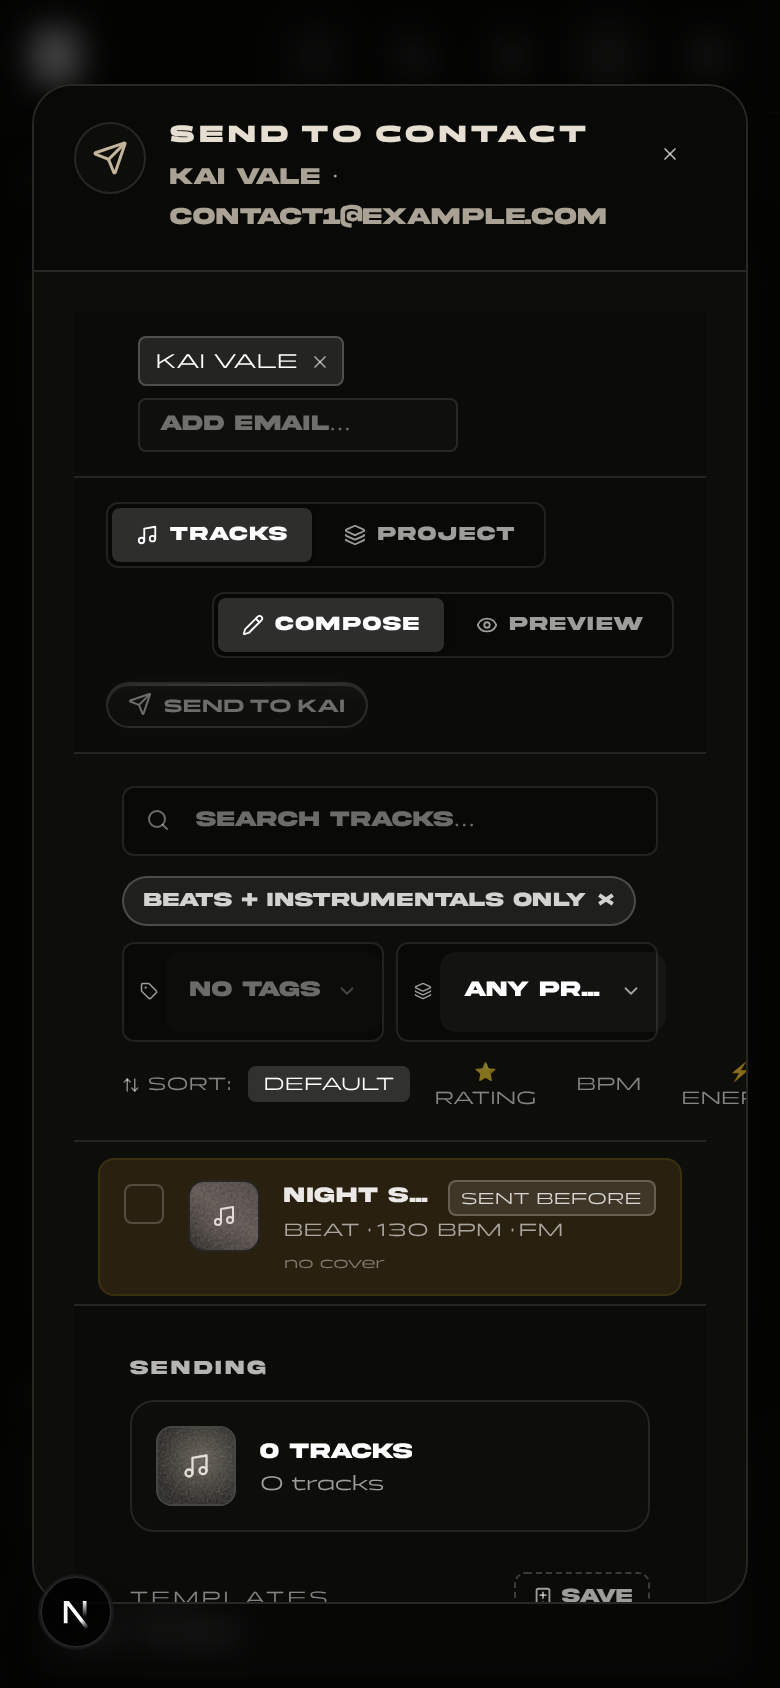 SEND TO CONTACT
KAI VALE ·
CONTACT1@EXAMPLE.COM
KAI VALE ×
ADD EMAIL...
TRACKS PROJECT
COMPOSE PREVIEW
SEND TO KAI
SEARCH TRACKS...
BEATS + INSTRUMENTALS ONLY ×
NO TAGS ANY PR...
SORT: DEFAULT RATING BPM ENER
NIGHT S... SENT BEFORE
BEAT · 130 BPM · FM
no cover
SENDING
0 TRACKS
0 tracks
TEMPLATES SAVE
N